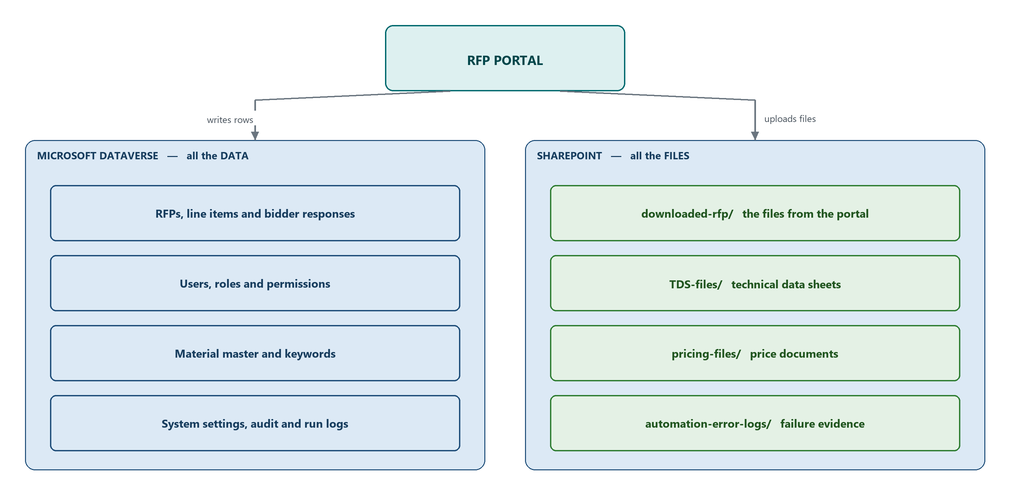 RFP PORTAL
writes rows
uploads files
MICROSOFT DATAVERSE — all the DATA
RFPs, line items and bidder responses
Users, roles and permissions
Material master and keywords
System settings, audit and run logs
SHAREPOINT — all the FILES
downloaded-rfp/ the files from the portal
TDS-files/ technical data sheets
pricing-files/ price documents
automation-error-logs/ failure evidence